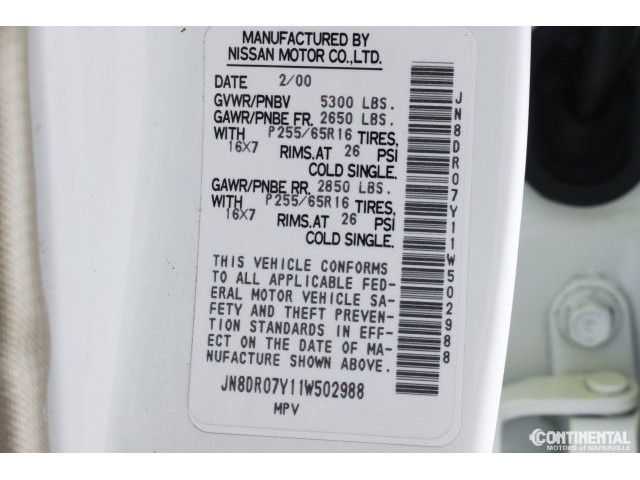 MANUFACTURED BY
NISSAN MOTOR CO.,LTD.
DATE 2/00
GVWR/PNBV 5300 LBS.
GAWR/PNBE FR. 2650 LBS.
WITH P255/65R16 TIRES,
16X7 RIMS.AT 26 PSI
COLD SINGLE.
GAWR/PNBE RR. 2850 LBS.
WITH P255/65R16 TIRES,
16X7 RIMS.AT 26 PSI
COLD SINGLE.
THIS VEHICLE CONFORMS
TO ALL APPLICABLE FED-
ERAL MOTOR VEHICLE SA-
FETY AND THEFT PREVEN-
TION STANDARDS IN EFF-
ECT ON THE DATE OF MA-
NUFACTURE SHOWN ABOVE.
JN8DR07Y11W502988
MPV
JN8DR07Y11W502988
CONTINENTAL
MOTORS of NAPERVILLE